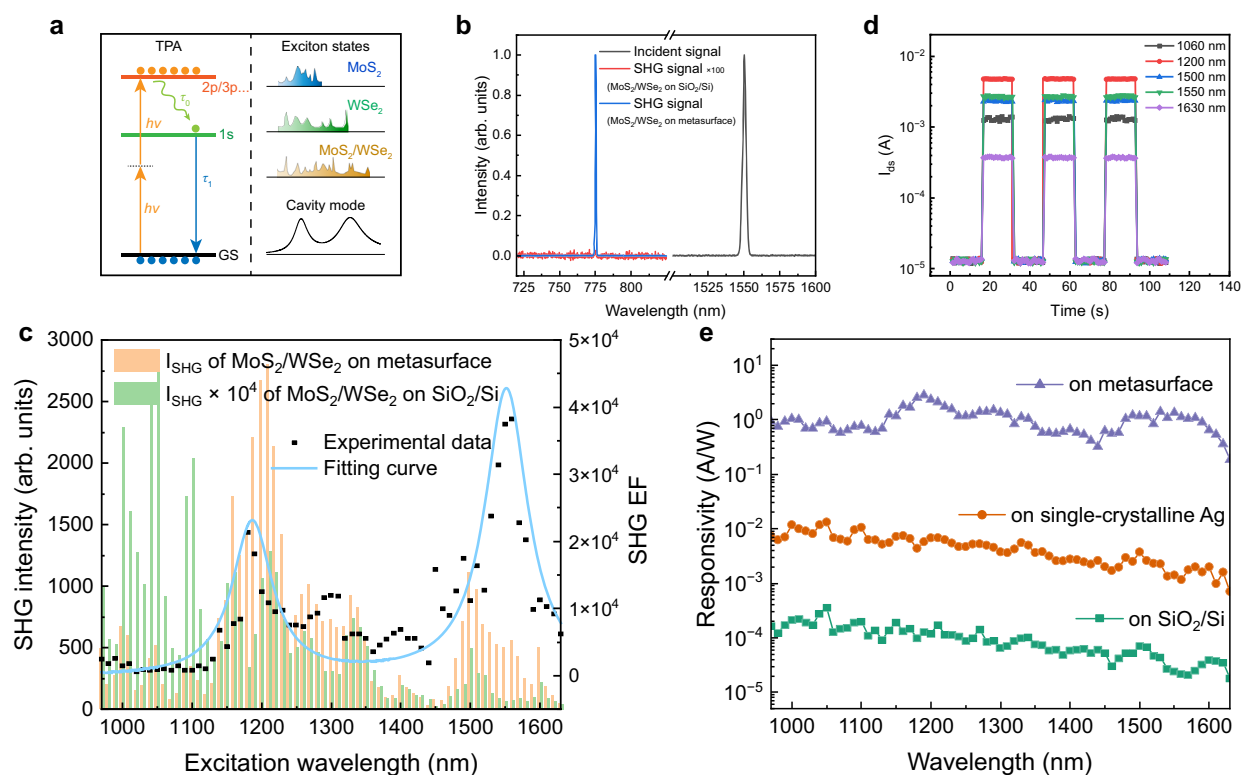 a
TPA
2p/3p...
τ₀
hν
1s
τ₁
hν
GS
Exciton states
MoS₂
WSe₂
MoS₂/WSe₂
Cavity mode
b
Intensity (arb. units)
1.0
0.8
0.6
0.4
0.2
0.0
Incident signal
SHG signal ×100
(MoS₂/WSe₂ on SiO₂/Si)
SHG signal
(MoS₂/WSe₂ on metasurface)
725 750 775 800 1525 1550 1575 1600
Wavelength (nm)
d
I_ds (A)
10⁻²
10⁻³
10⁻⁴
10⁻⁵
1060 nm
1200 nm
1500 nm
1550 nm
1630 nm
0 20 40 60 80 100 120 140
Time (s)
c
SHG intensity (arb. units)
3000
2500
2000
1500
1000
500
0
I_SHG of MoS₂/WSe₂ on metasurface
I_SHG × 10⁴ of MoS₂/WSe₂ on SiO₂/Si
Experimental data
Fitting curve
5×10⁴
4×10⁴
3×10⁴
2×10⁴
1×10⁴
0
SHG EF
1000 1100 1200 1300 1400 1500 1600
Excitation wavelength (nm)
e
Responsivity (A/W)
10¹
10⁰
10⁻¹
10⁻²
10⁻³
10⁻⁴
10⁻⁵
on metasurface
on single-crystalline Ag
on SiO₂/Si
1000 1100 1200 1300 1400 1500 1600
Wavelength (nm)